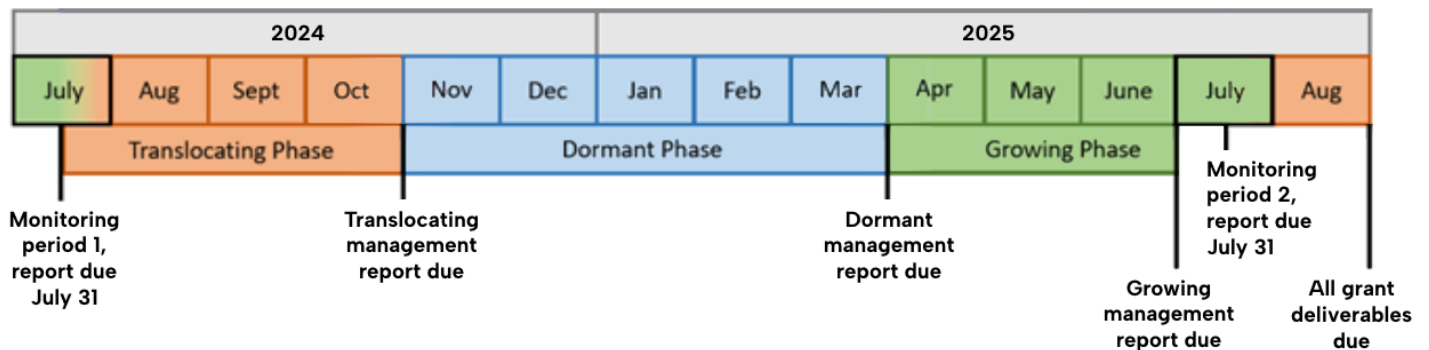 2024
2025
July
Aug
Sept
Oct
Nov
Dec
Jan
Feb
Mar
Apr
May
June
July
Aug
Translocating Phase
Dormant Phase
Growing Phase
Monitoring
period 1,
report due
July 31
Translocating
management
report due
Dormant
management
report due
Growing
management
report due
Monitoring
period 2,
report due
July 31
All grant
deliverables
due